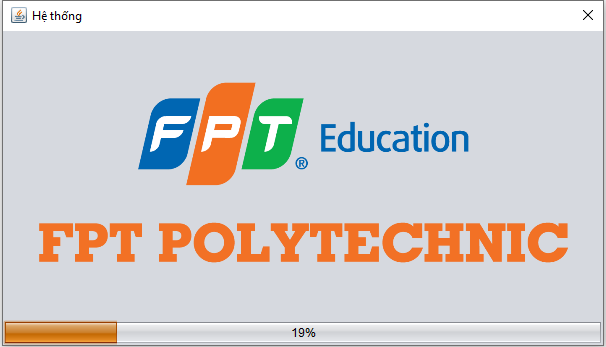 Hệ thống
FPT® Education
FPT POLYTECHNIC
19%